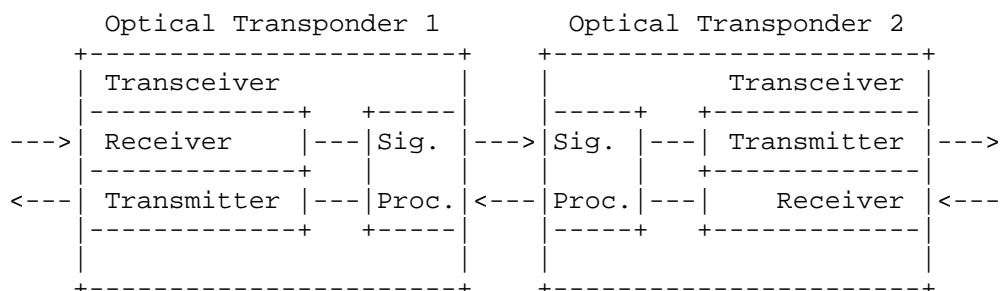 Optical Transponder 1 Optical Transponder 2
+-----------------------+ +-----------------------+
| Transceiver | | Transceiver |
|-------------+ +-----| |-----+ +-------------|
--->| Receiver |---|Sig. |--->|Sig. |---| Transmitter |--->
|-------------+ | | | | +-------------|
<---| Transmitter |---|Proc.|<---|Proc.|---| Receiver |<---
|-------------+ +-----| |-----+ +-------------|
| | | |
+-----------------------+ +-----------------------+